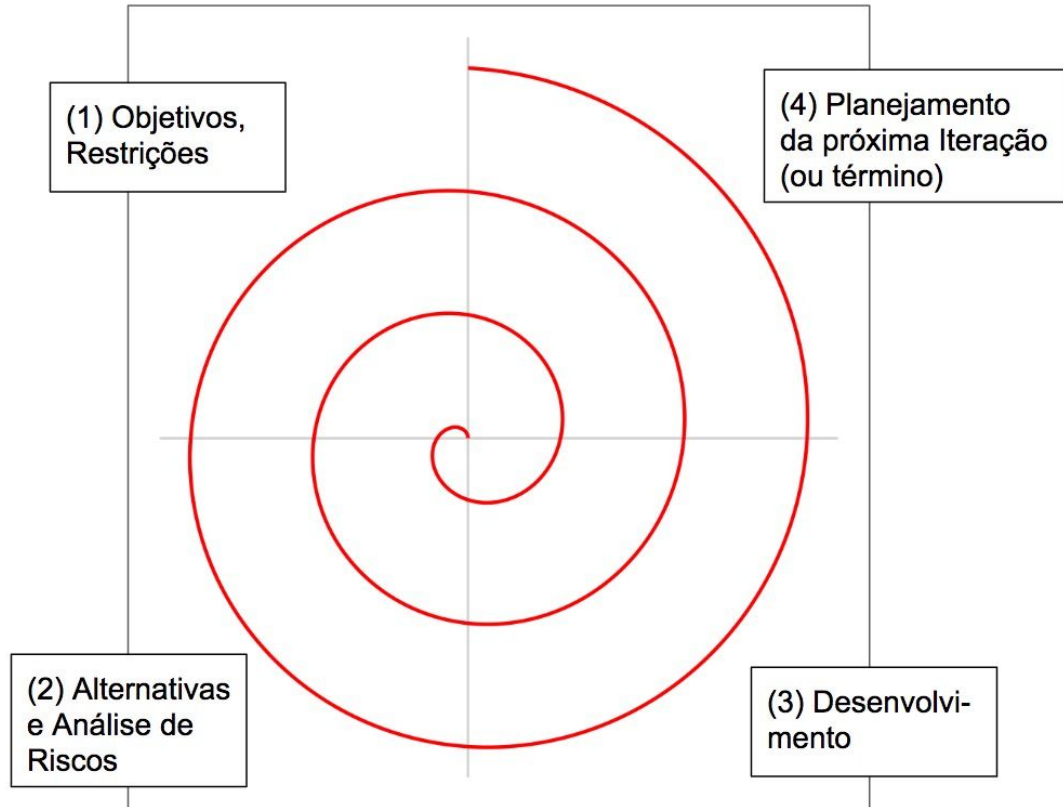 (1) Objetivos,
Restrições
(4) Planejamento
da próxima Iteração
(ou término)
(2) Alternativas
e Análise de
Riscos
(3) Desenvolvi-
mento